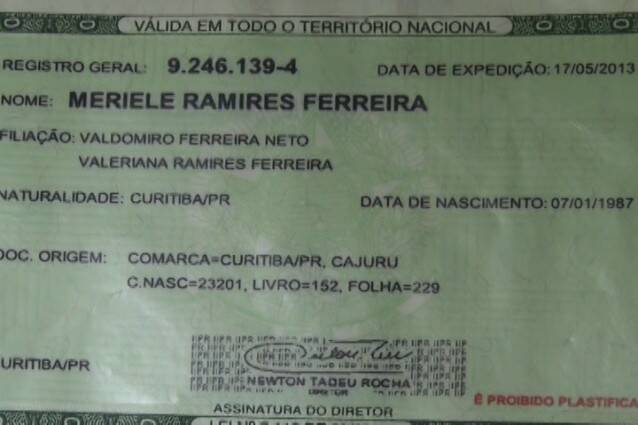 VÁLIDA EM TODO O TERRITÓRIO NACIONAL
REGISTRO GERAL: 9.246.139-4 DATA DE EXPEDIÇÃO: 17/05/2013
NOME: MERIELE RAMIRES FERREIRA
FILIAÇÃO: VALDOMIRO FERREIRA NETO
VALERIANA RAMIRES FERREIRA
NATURALIDADE: CURITIBA/PR DATA DE NASCIMENTO: 07/01/1987
DOC. ORIGEM: COMARCA=CURITIBA/PR, CAJURU
C.NASC=23201, LIVRO=152, FOLHA=229
URITIBA/PR
NEWTON TADEU ROCHA
DIRETOR
É PROIBIDO PLASTIFICA
ASSINATURA DO DIRETOR